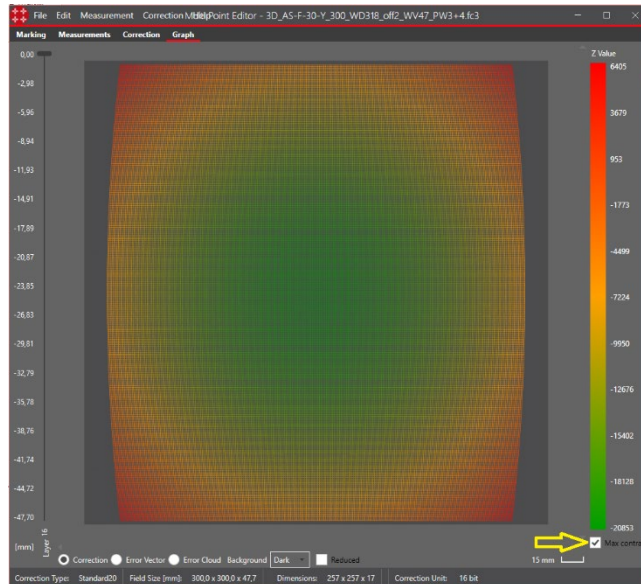 File Edit Measurement Correction Help
MultiPoint Editor - 3D_AS-F-30-Y_300_WD318_off2_WV47_PW3+4.fc3
Marking Measurements Correction Graph
0,00
-2,98
-5,96
-8,94
-11,93
-14,91
-17,89
-20,87
-23,85
-26,83
-29,81
-32,79
-35,78
-38,76
-41,74
-44,72
-47,70
[mm]
Layer 16
Z Value
6405
3679
953
-1773
-4499
-7224
-9950
-12676
-15402
-18128
-20853
Max contra
Correction Error Vector Error Cloud Background Dark Reduced
15 mm
Correction Type: Standard20 Field Size [mm]: 300,0 x 300,0 x 47,7 Dimensions: 257 x 257 x 17 Correction Unit: 16 bit